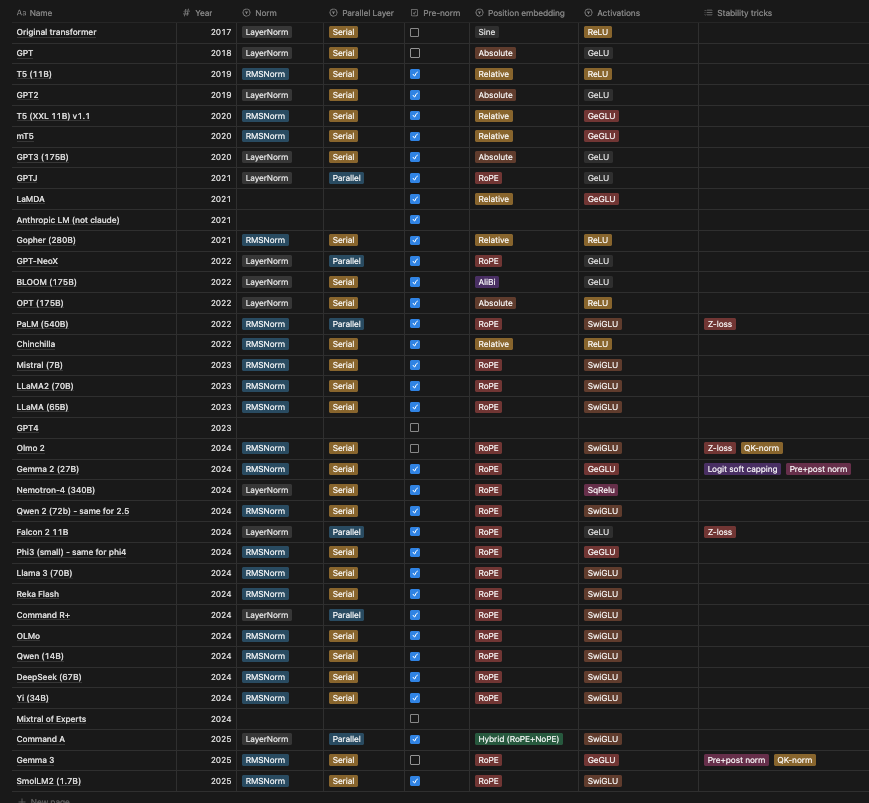 Aa Name # Year Norm Parallel Layer Pre-norm Position embedding Activations Stability tricks
Original transformer 2017 LayerNorm Serial Sine ReLU
GPT 2018 LayerNorm Serial Absolute GeLU
T5 (11B) 2019 RMSNorm Serial Relative ReLU
GPT2 2019 LayerNorm Serial Absolute GeLU
T5 (XXL 11B) v1.1 2020 RMSNorm Serial Relative GeGLU
mT5 2020 RMSNorm Serial Relative GeGLU
GPT3 (175B) 2020 LayerNorm Serial Absolute GeLU
GPTJ 2021 LayerNorm Parallel RoPE GeLU
LaMDA 2021 Relative GeGLU
Anthropic LM (not claude) 2021
Gopher (280B) 2021 RMSNorm Serial Relative ReLU
GPT-NeoX 2022 LayerNorm Parallel RoPE GeLU
BLOOM (175B) 2022 LayerNorm Serial AliBi GeLU
OPT (175B) 2022 LayerNorm Serial Absolute ReLU
PaLM (540B) 2022 RMSNorm Parallel RoPE SwiGLU Z-loss
Chinchilla 2022 RMSNorm Serial Relative ReLU
Mistral (7B) 2023 RMSNorm Serial RoPE SwiGLU
LLaMA2 (70B) 2023 RMSNorm Serial RoPE SwiGLU
LLaMA (65B) 2023 RMSNorm Serial RoPE SwiGLU
GPT4 2023
Olmo 2 2024 RMSNorm Serial RoPE SwiGLU Z-loss QK-norm
Gemma 2 (27B) 2024 RMSNorm Serial RoPE GeGLU Logit soft capping Pre+post norm
Nemotron-4 (340B) 2024 LayerNorm Serial RoPE SqRelu
Qwen 2 (72b) - same for 2.5 2024 RMSNorm Serial RoPE SwiGLU
Falcon 2 11B 2024 LayerNorm Parallel RoPE GeLU Z-loss
Phi3 (small) - same for phi4 2024 RMSNorm Serial RoPE GeGLU
Llama 3 (70B) 2024 RMSNorm Serial RoPE SwiGLU
Reka Flash 2024 RMSNorm Serial RoPE SwiGLU
Command R+ 2024 LayerNorm Parallel RoPE SwiGLU
OLMo 2024 RMSNorm Serial RoPE SwiGLU
Qwen (14B) 2024 RMSNorm Serial RoPE SwiGLU
DeepSeek (67B) 2024 RMSNorm Serial RoPE SwiGLU
Yi (34B) 2024 RMSNorm Serial RoPE SwiGLU
Mixtral of Experts 2024
Command A 2025 LayerNorm Parallel Hybrid (RoPE+NoPE) SwiGLU
Gemma 3 2025 RMSNorm Serial RoPE GeGLU Pre+post norm QK-norm
SmolLM2 (1.7B) 2025 RMSNorm Serial RoPE SwiGLU
+ New page